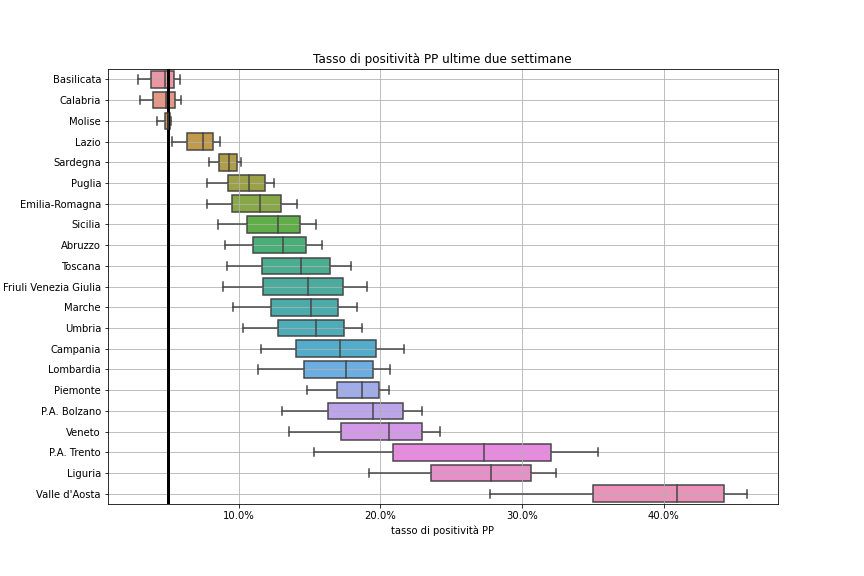 Tasso di positività PP ultime due settimane
Basilicata
Calabria
Molise
Lazio
Sardegna
Puglia
Emilia-Romagna
Sicilia
Abruzzo
Toscana
Friuli Venezia Giulia
Marche
Umbria
Campania
Lombardia
Piemonte
P.A. Bolzano
Veneto
P.A. Trento
Liguria
Valle d'Aosta
10.0% 20.0% 30.0% 40.0%
tasso di positività PP